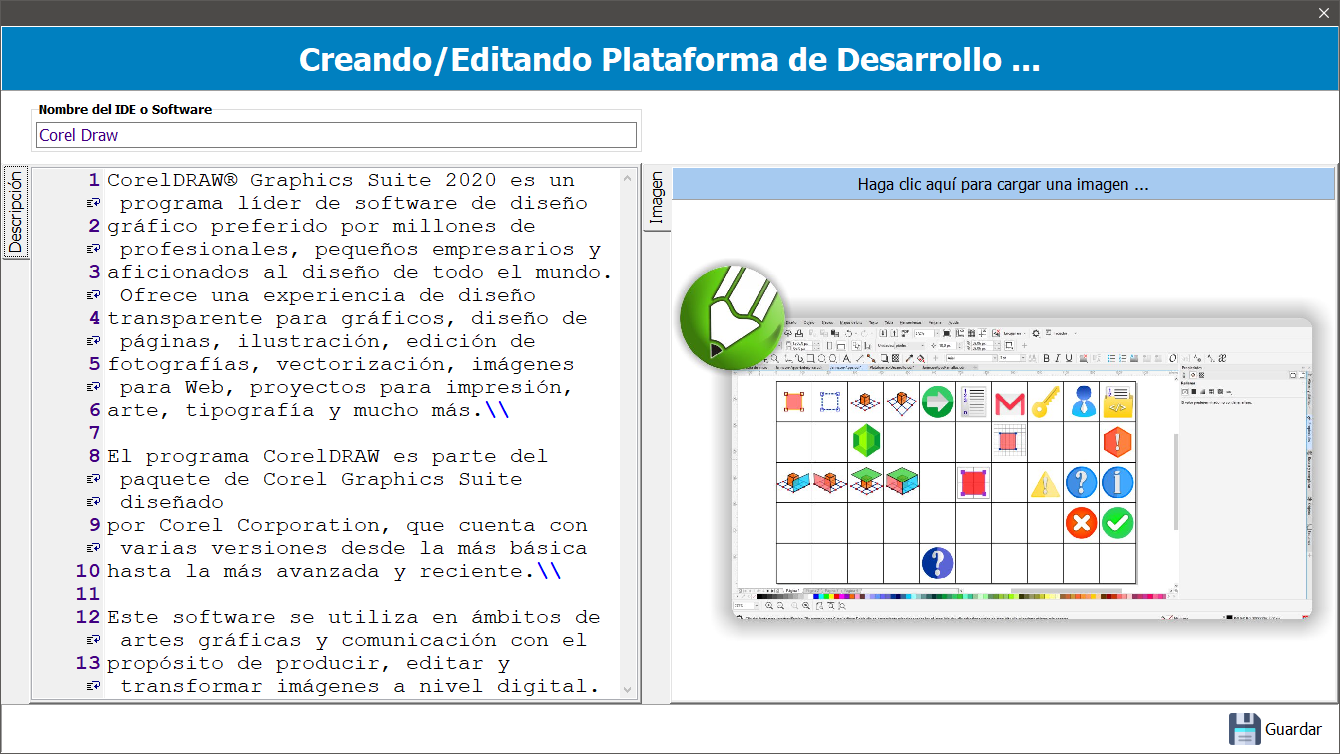 Creando/Editando Plataforma de Desarrollo ...
Nombre del IDE o Software
Corel Draw
Descripción
1 CorelDRAW® Graphics Suite 2020 es un
programa líder de software de diseño
2 gráfico preferido por millones de
profesionales, pequeños empresarios y
3 aficionados al diseño de todo el mundo.
Ofrece una experiencia de diseño
4 transparente para gráficos, diseño de
páginas, ilustración, edición de
5 fotografías, vectorización, imágenes
para Web, proyectos para impresión,
6 arte, tipografía y mucho más.\\
7
8 El programa CorelDRAW es parte del
paquete de Corel Graphics Suite
diseñado
9 por Corel Corporation, que cuenta con
varias versiones desde la más básica
10 hasta la más avanzada y reciente.\\
11
12 Este software se utiliza en ámbitos de
artes gráficas y comunicación con el
13 propósito de producir, editar y
transformar imágenes a nivel digital.
Imagen
Haga clic aquí para cargar una imagen ...
Guardar